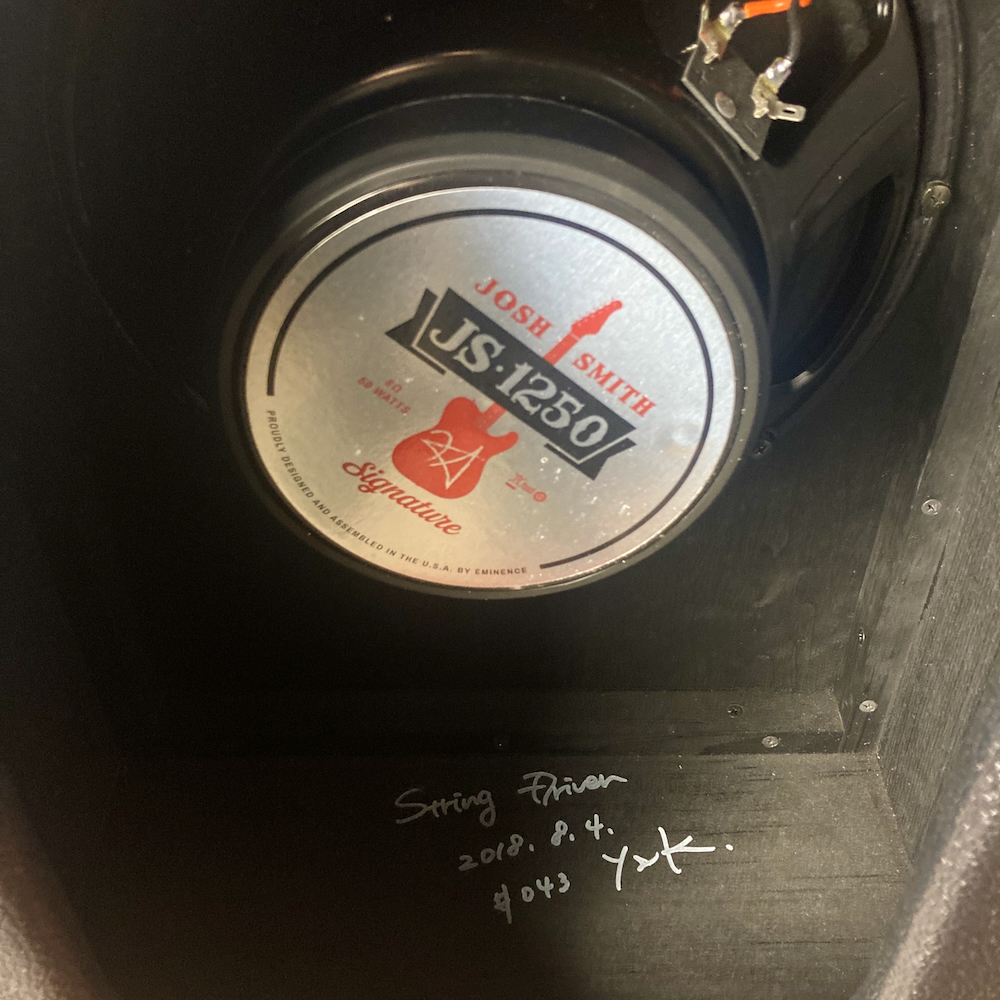 JOSH SMITH
JS·1250
8Ω
50 WATTS
Signature
PROUDLY DESIGNED AND ASSEMBLED IN THE U.S.A. BY EMINENCE
String Driver
2018. 8. 4.
#043